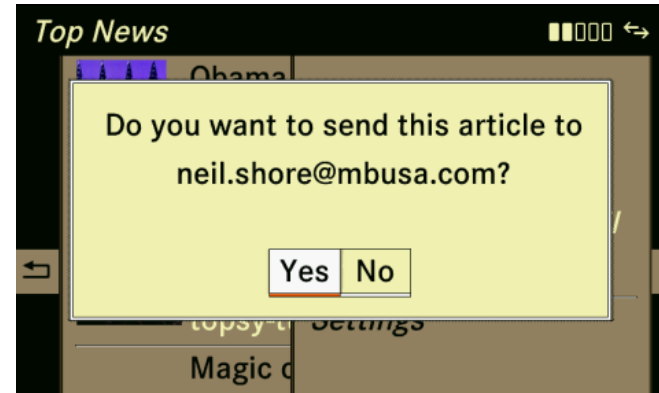 Top News
Obama
Do you want to send this article to
neil.shore@mbusa.com?
Yes No
Settings
Magic